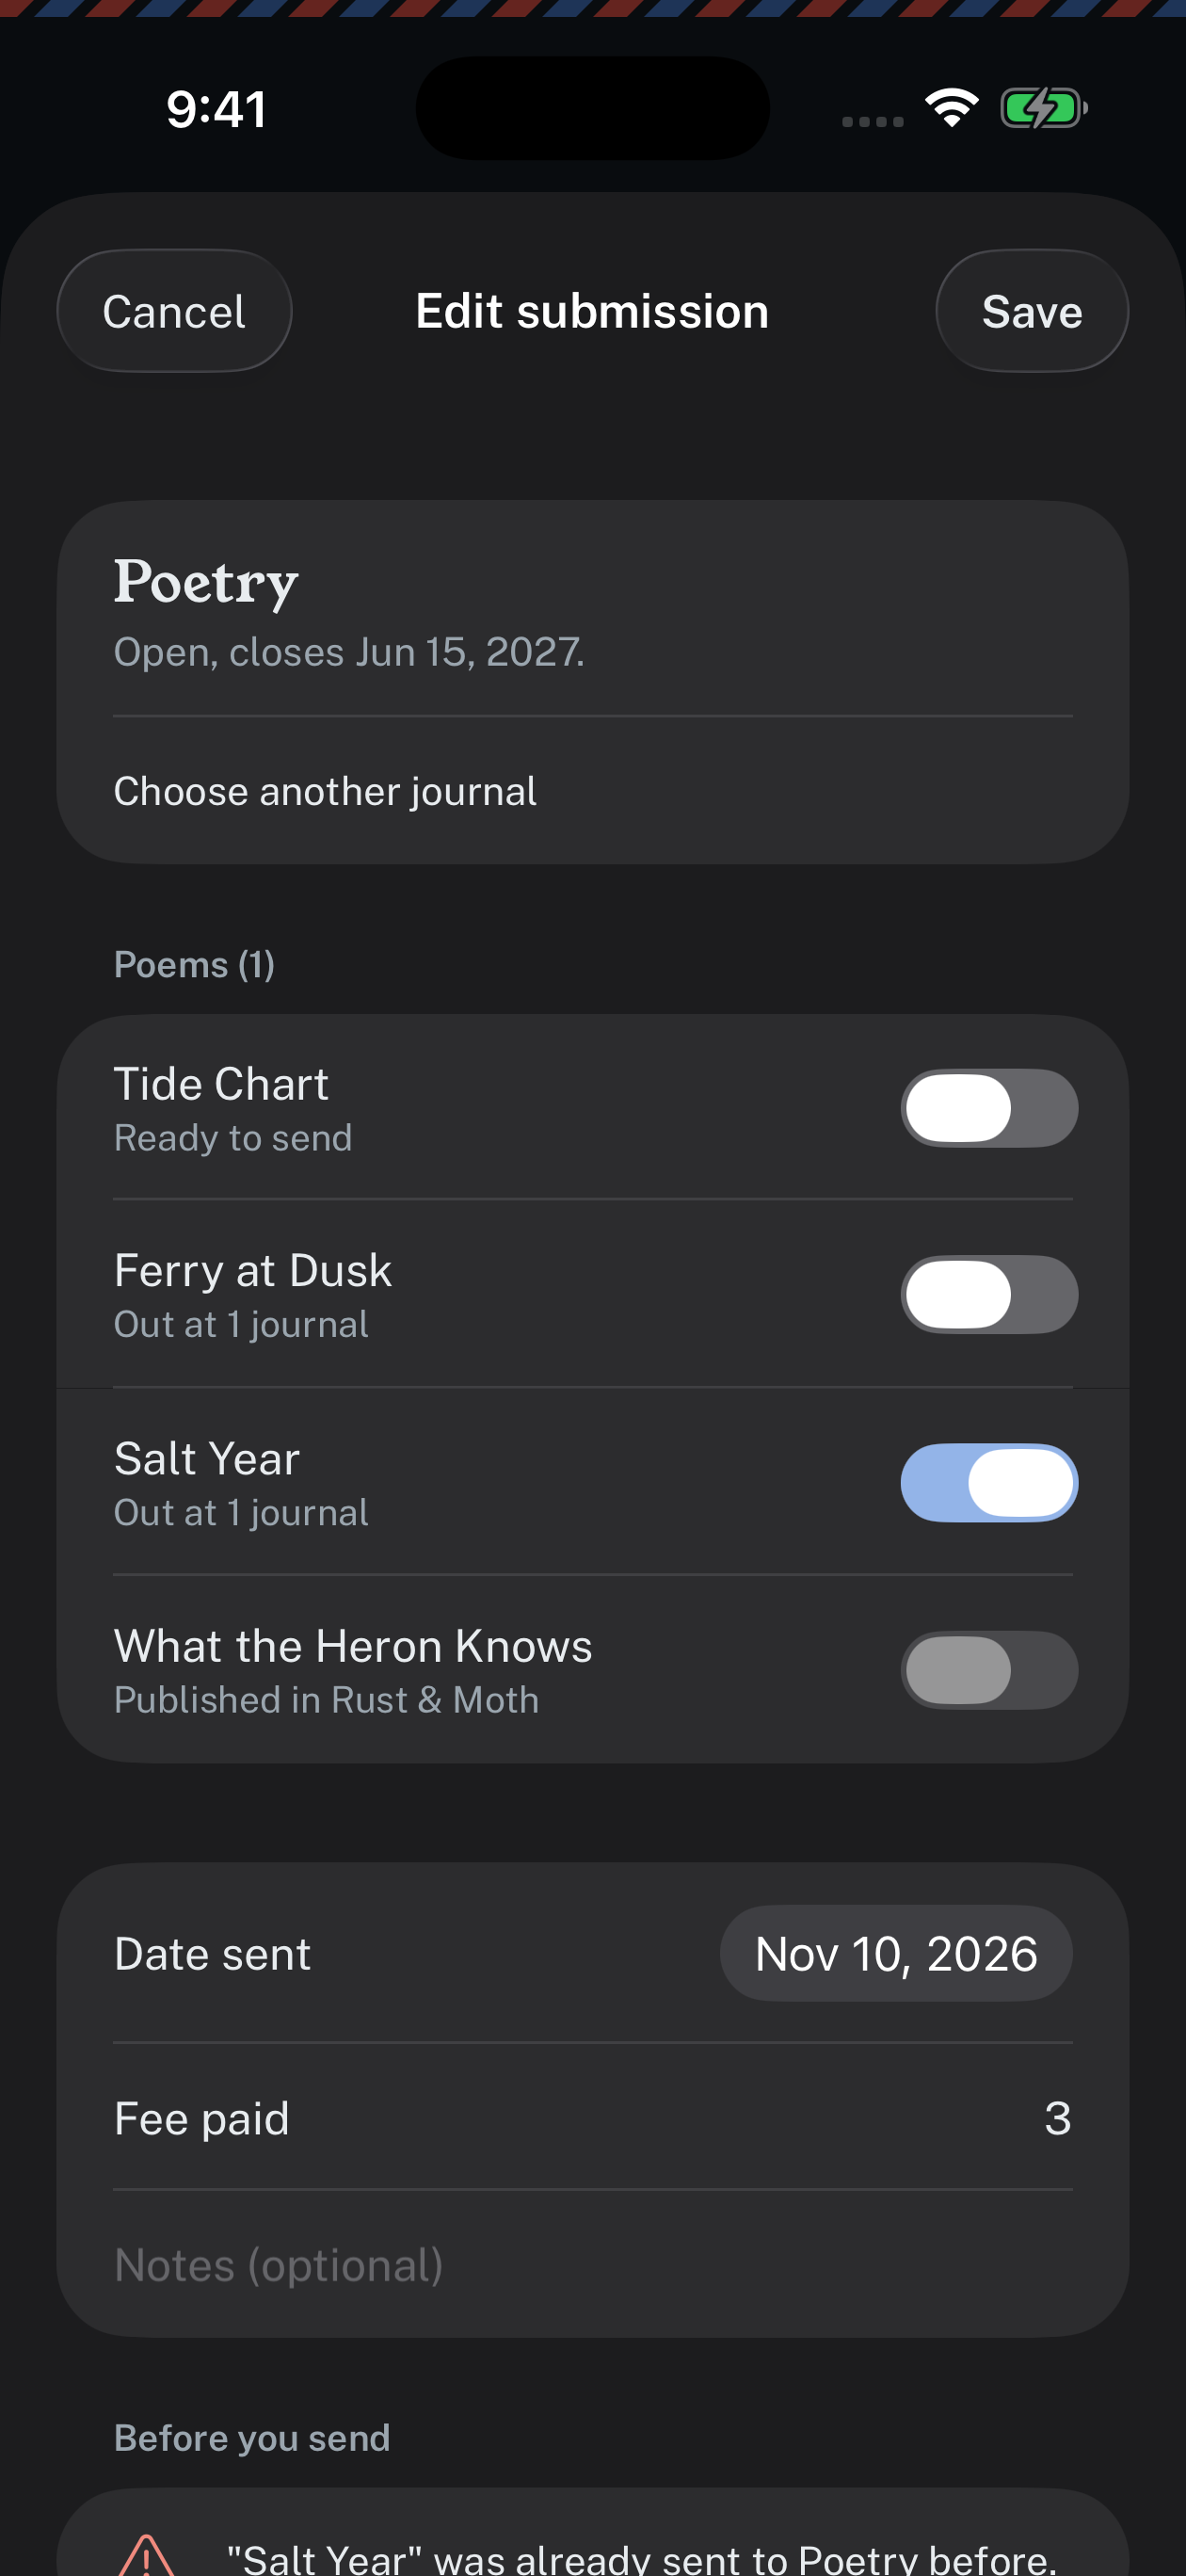 9:41
Cancel
Edit submission
Save
Poetry
Open, closes Jun 15, 2027.
Choose another journal
Poems (1)
Tide Chart
Ready to send
Ferry at Dusk
Out at 1 journal
Salt Year
Out at 1 journal
What the Heron Knows
Published in Rust & Moth
Date sent
Nov 10, 2026
Fee paid
3
Notes (optional)
Before you send
"Salt Year" was already sent to Poetry before.